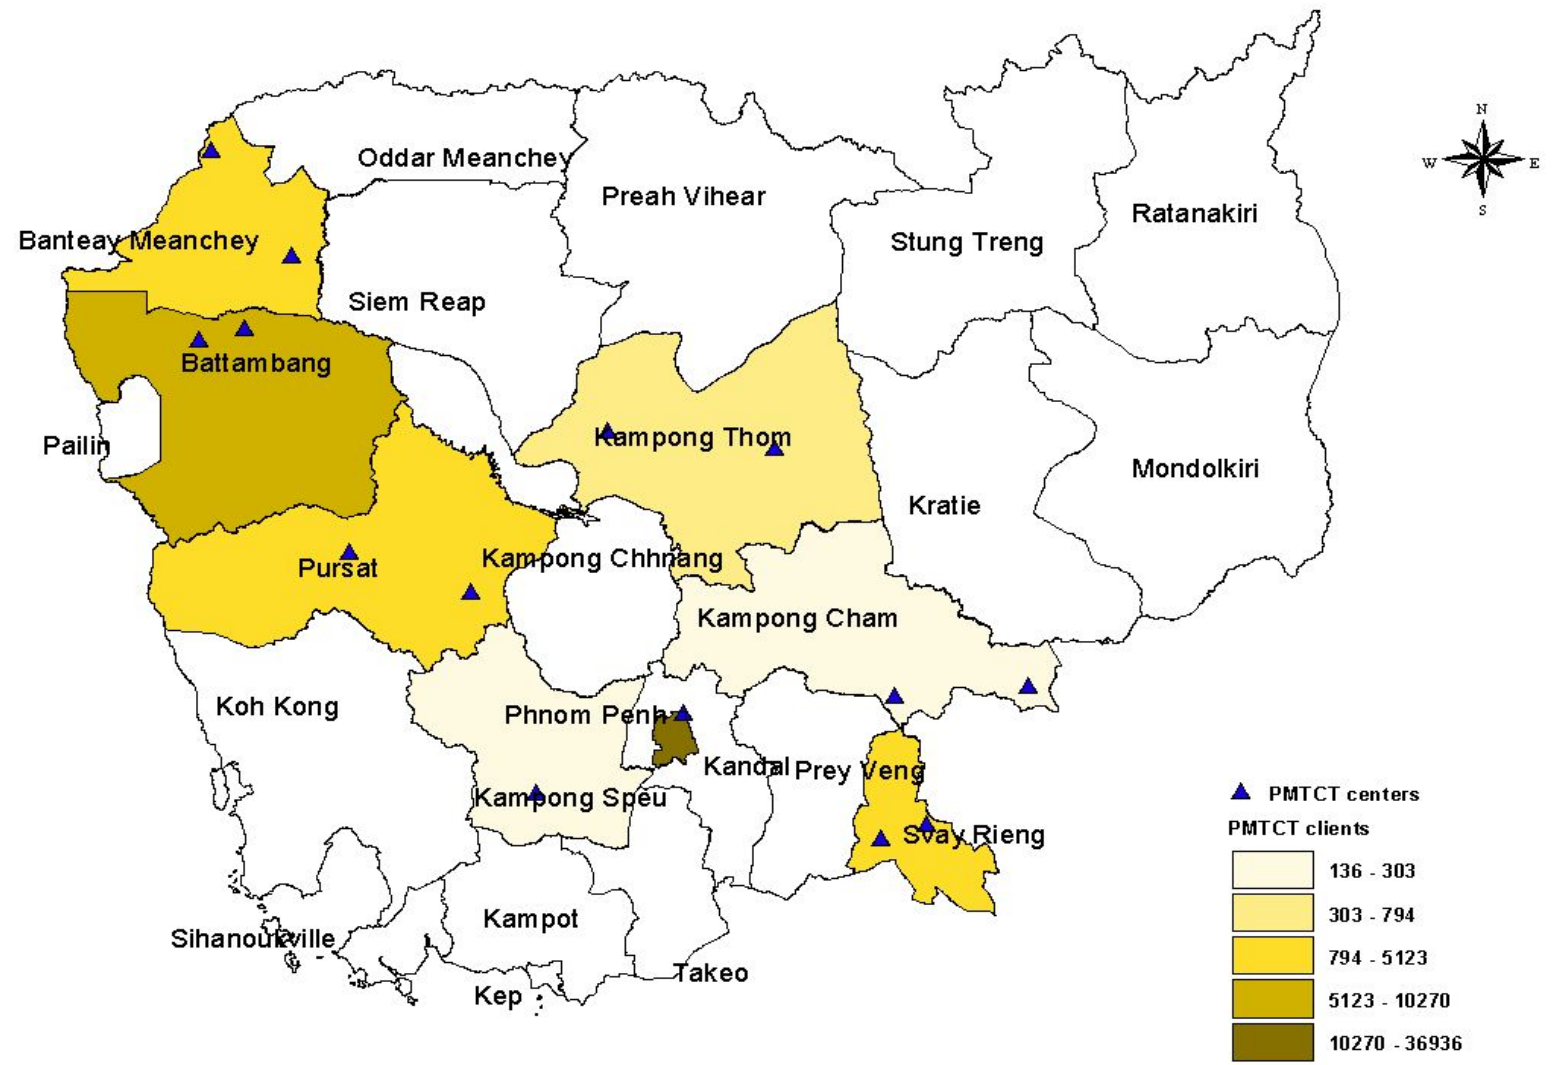 N
W E
S
Oddar Meanchey
Preah Vihear
Ratanakiri
Stung Treng
Banteay Meanchey
Siem Reap
Battambang
Pailin
Kampong Thom
Mondolkiri
Kratie
Kampong Chhnang
Pursat
Kampong Cham
Koh Kong
Phnom Penh
Kandal
Prey Veng
Kampong Speu
Svay Rieng
Kampot
Sihanoukville
Takeo
Kep
PMTCT centers
PMTCT clients
136 - 303
303 - 794
794 - 5123
5123 - 10270
10270 - 36936